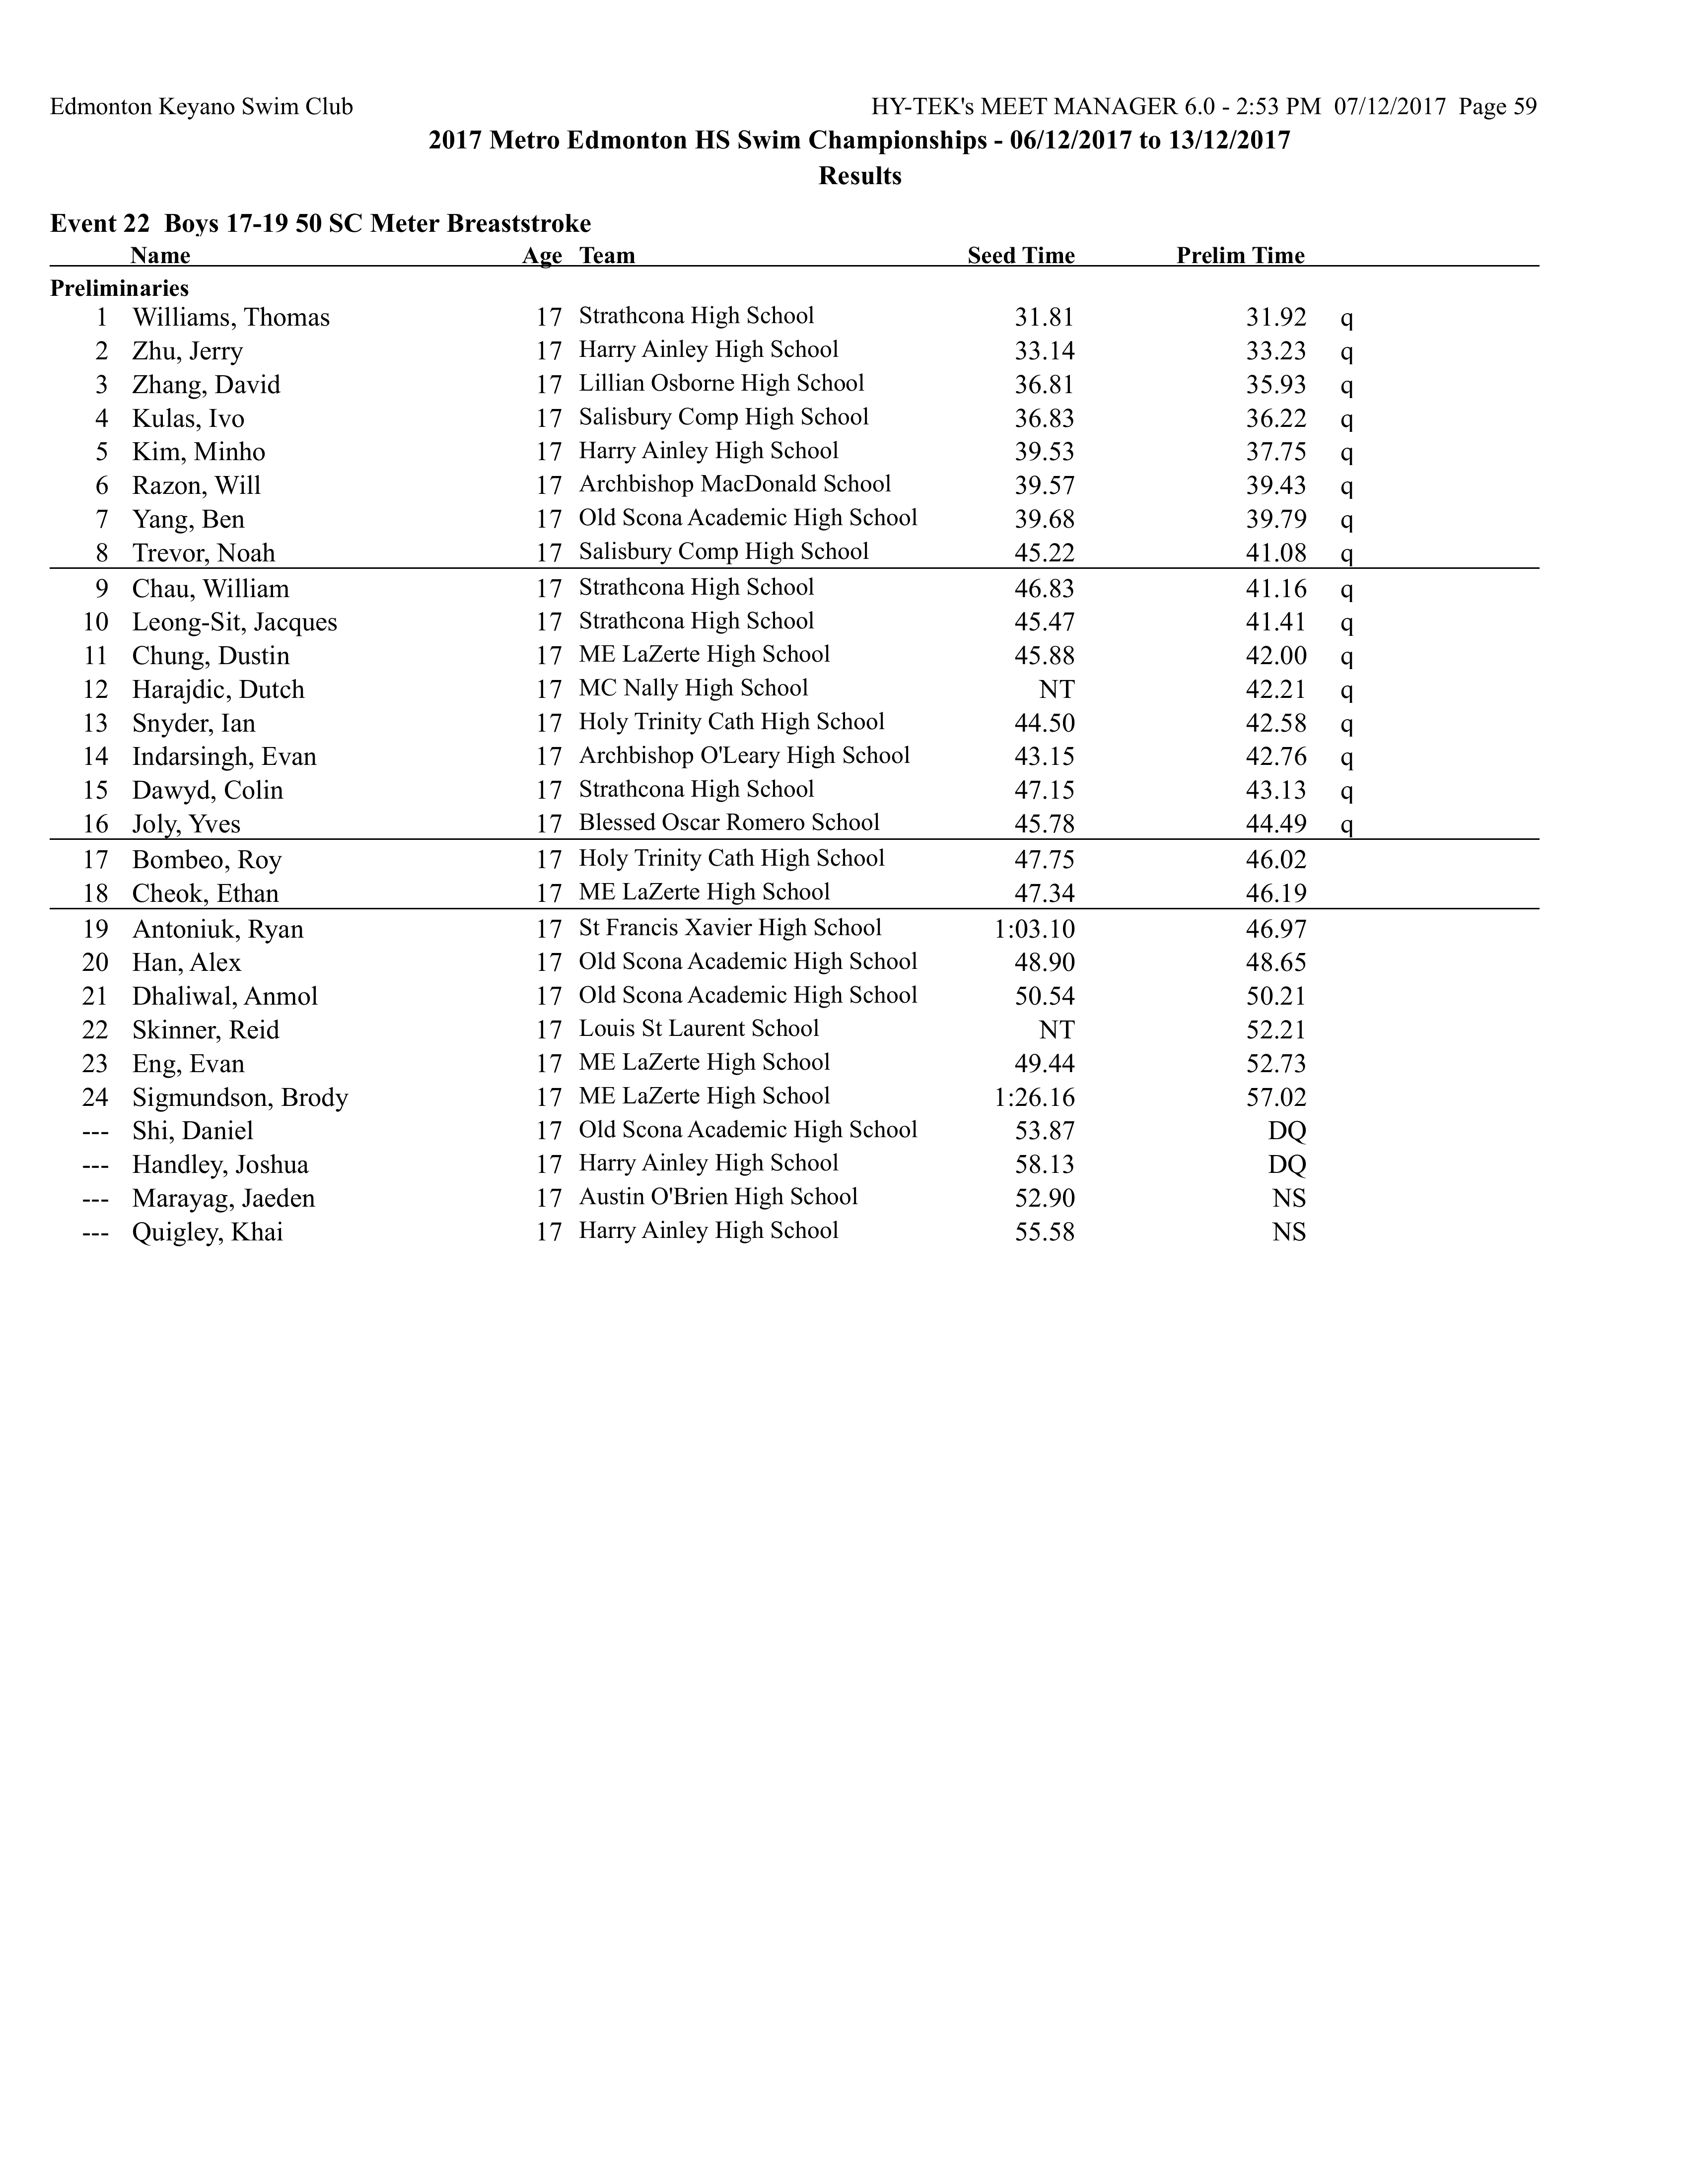 Edmonton Keyano Swim Club HY-TEK's MEET MANAGER 6.0 - 2:53 PM 07/12/2017 Page 59
2017 Metro Edmonton HS Swim Championships - 06/12/2017 to 13/12/2017
Results
Event 22 Boys 17-19 50 SC Meter Breaststroke
Name Age Team Seed Time Prelim Time
Preliminaries
1 Williams, Thomas 17 Strathcona High School 31.81 31.92 q
2 Zhu, Jerry 17 Harry Ainley High School 33.14 33.23 q
3 Zhang, David 17 Lillian Osborne High School 36.81 35.93 q
4 Kulas, Ivo 17 Salisbury Comp High School 36.83 36.22 q
5 Kim, Minho 17 Harry Ainley High School 39.53 37.75 q
6 Razon, Will 17 Archbishop MacDonald School 39.57 39.43 q
7 Yang, Ben 17 Old Scona Academic High School 39.68 39.79 q
8 Trevor, Noah 17 Salisbury Comp High School 45.22 41.08 q
9 Chau, William 17 Strathcona High School 46.83 41.16 q
10 Leong-Sit, Jacques 17 Strathcona High School 45.47 41.41 q
11 Chung, Dustin 17 ME LaZerte High School 45.88 42.00 q
12 Harajdic, Dutch 17 MC Nally High School NT 42.21 q
13 Snyder, Ian 17 Holy Trinity Cath High School 44.50 42.58 q
14 Indarsingh, Evan 17 Archbishop O'Leary High School 43.15 42.76 q
15 Dawyd, Colin 17 Strathcona High School 47.15 43.13 q
16 Joly, Yves 17 Blessed Oscar Romero School 45.78 44.49 q
17 Bombeo, Roy 17 Holy Trinity Cath High School 47.75 46.02
18 Cheok, Ethan 17 ME LaZerte High School 47.34 46.19
19 Antoniuk, Ryan 17 St Francis Xavier High School 1:03.10 46.97
20 Han, Alex 17 Old Scona Academic High School 48.90 48.65
21 Dhaliwal, Anmol 17 Old Scona Academic High School 50.54 50.21
22 Skinner, Reid 17 Louis St Laurent School NT 52.21
23 Eng, Evan 17 ME LaZerte High School 49.44 52.73
24 Sigmundson, Brody 17 ME LaZerte High School 1:26.16 57.02
--- Shi, Daniel 17 Old Scona Academic High School 53.87 DQ
--- Handley, Joshua 17 Harry Ainley High School 58.13 DQ
--- Marayag, Jaeden 17 Austin O'Brien High School 52.90 NS
--- Quigley, Khai 17 Harry Ainley High School 55.58 NS